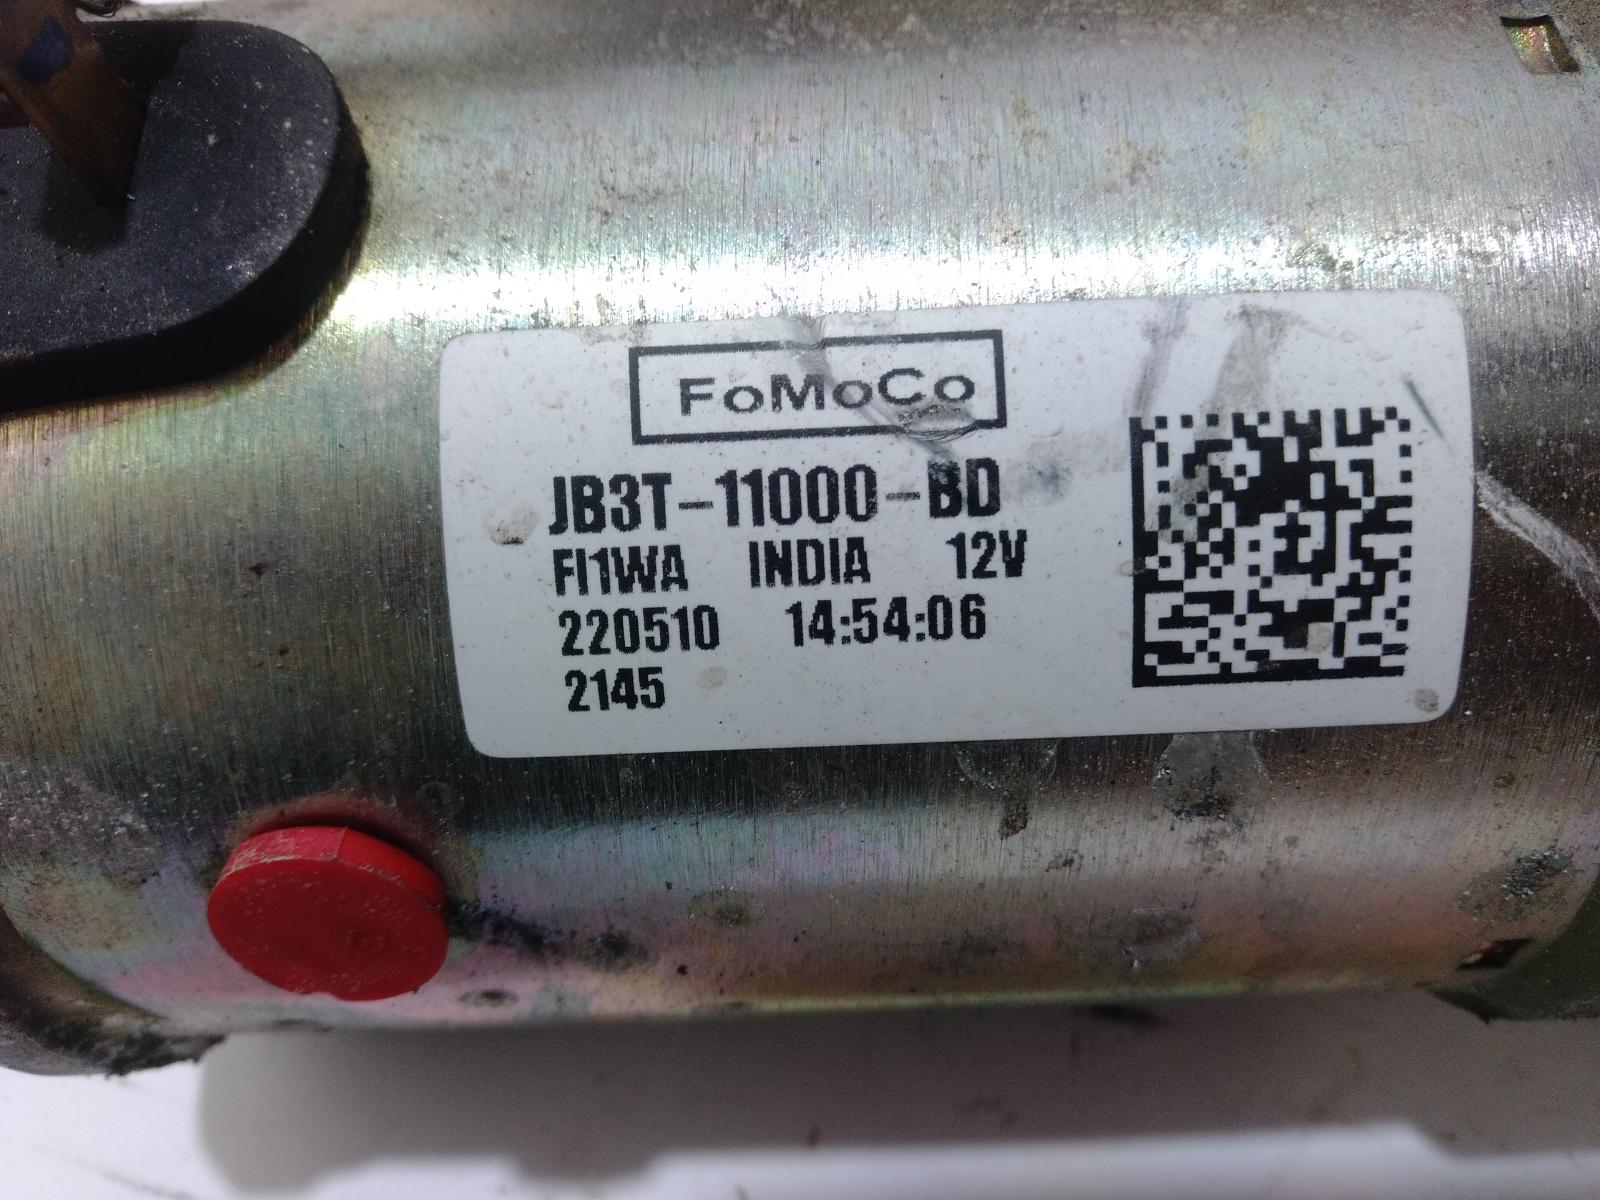 FoMoCo
JB3T-11000-BD
FI1WA INDIA 12V
220510 14:54:06
2145